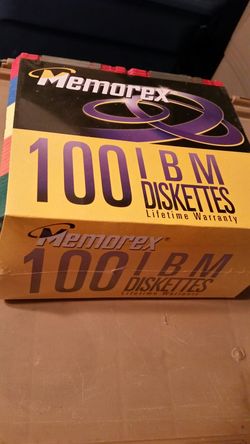 Memorex
100 IBM
DISKETTES
Lifetime Warranty
Memorex®
100 IBM
DISKETTES
Lifetime Warranty